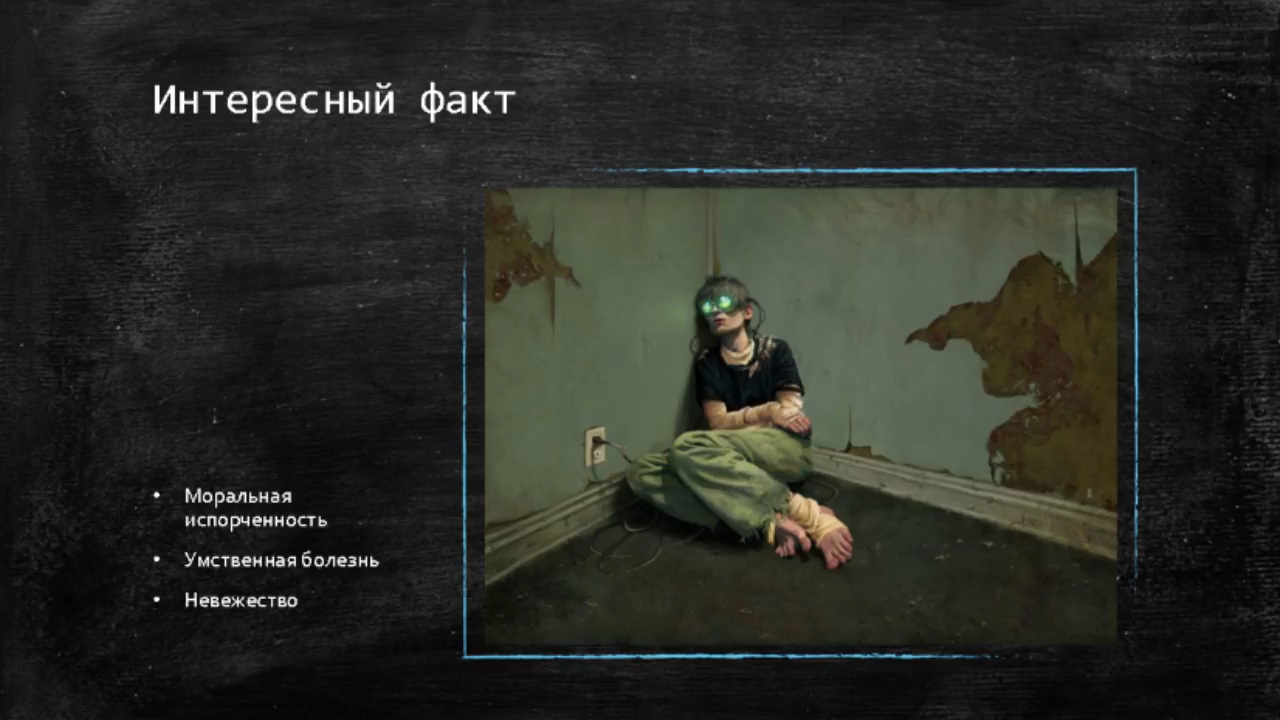 Интересный факт
• Моральная
испорченность
• Умственная болезнь
• Невежество